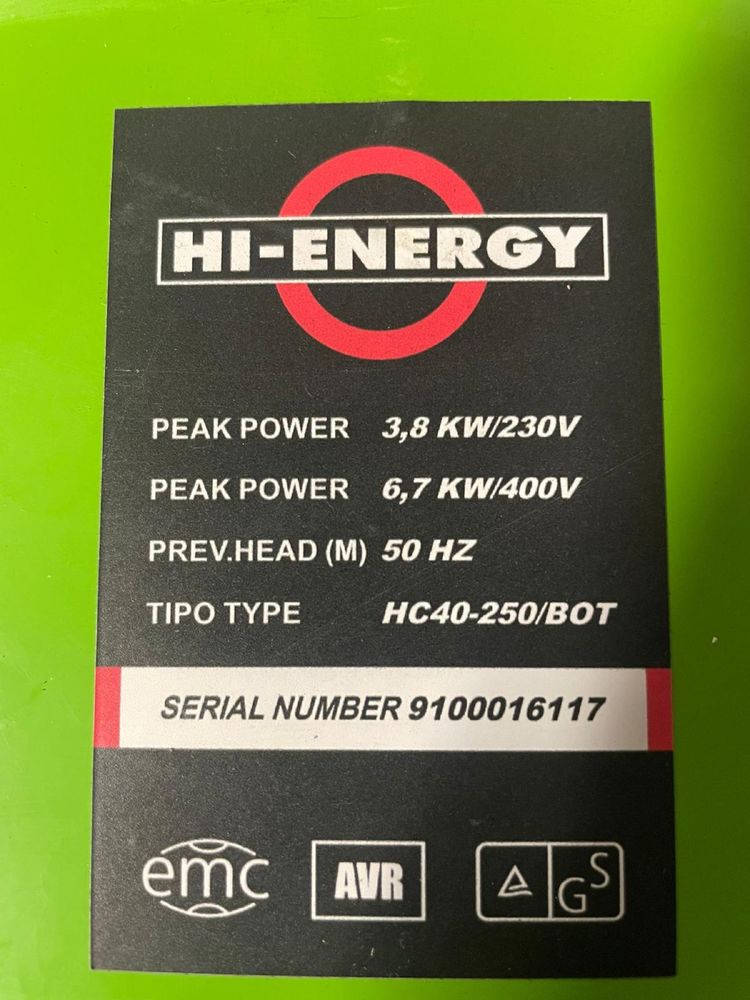 HI-ENERGY
PEAK POWER 3,8 KW/230V
PEAK POWER 6,7 KW/400V
PREV.HEAD (M) 50 HZ
TIPO TYPE HC40-250/BOT
SERIAL NUMBER 9100016117
emc AVR GS